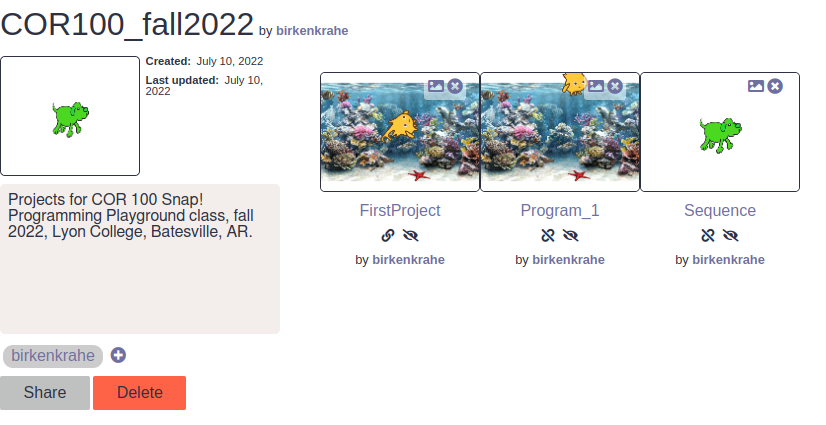 COR100_fall2022 by birkenkrahe
Created: July 10, 2022
Last updated: July 10,
2022
Projects for COR 100 Snap!
Programming Playground class, fall
2022, Lyon College, Batesville, AR.
birkenkrahe
Share Delete
FirstProject
by birkenkrahe
Program_1
by birkenkrahe
Sequence
by birkenkrahe